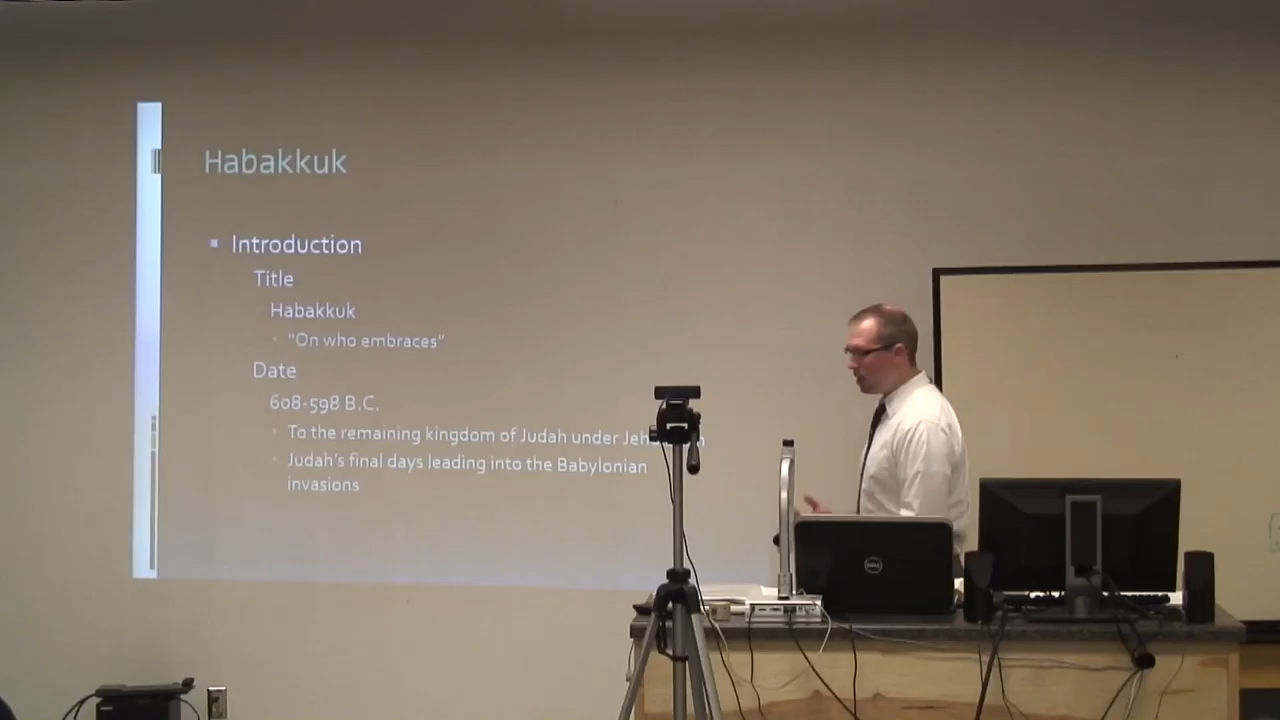 Habakkuk
Introduction
Title
Habakkuk
"On who embraces"
Date
608-598 B.C.
To the remaining kingdom of Judah under
Judah's final days leading into the Babylonian
invasions
DELL